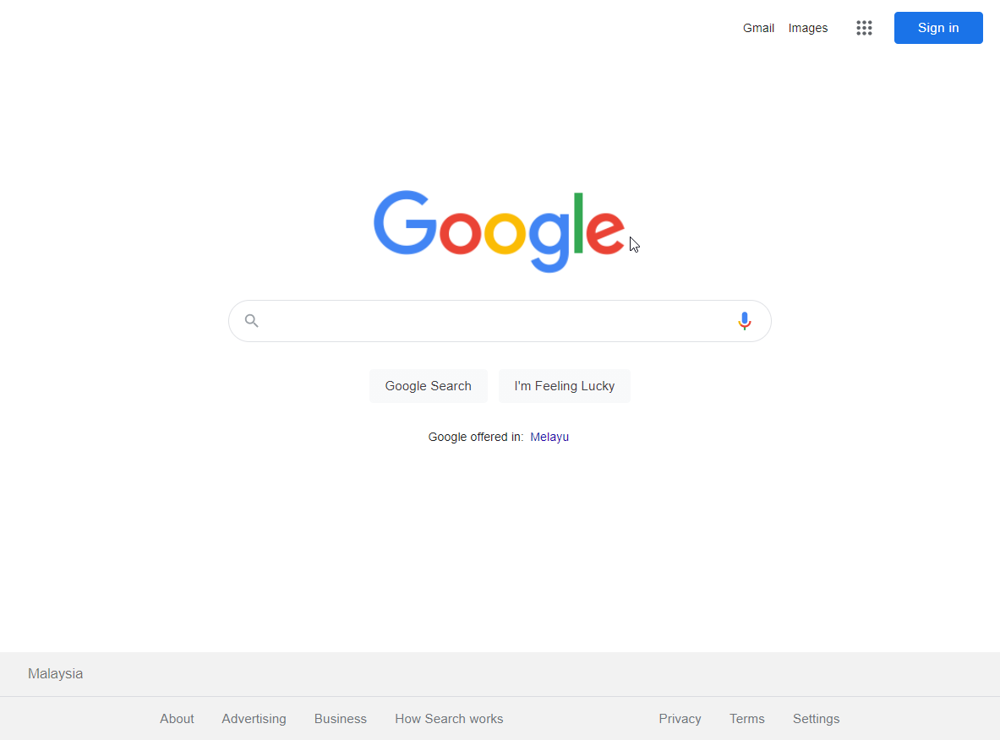 Gmail Images Sign in
Google
Google Search I'm Feeling Lucky
Google offered in: Melayu
Malaysia
About Advertising Business How Search works Privacy Terms Settings